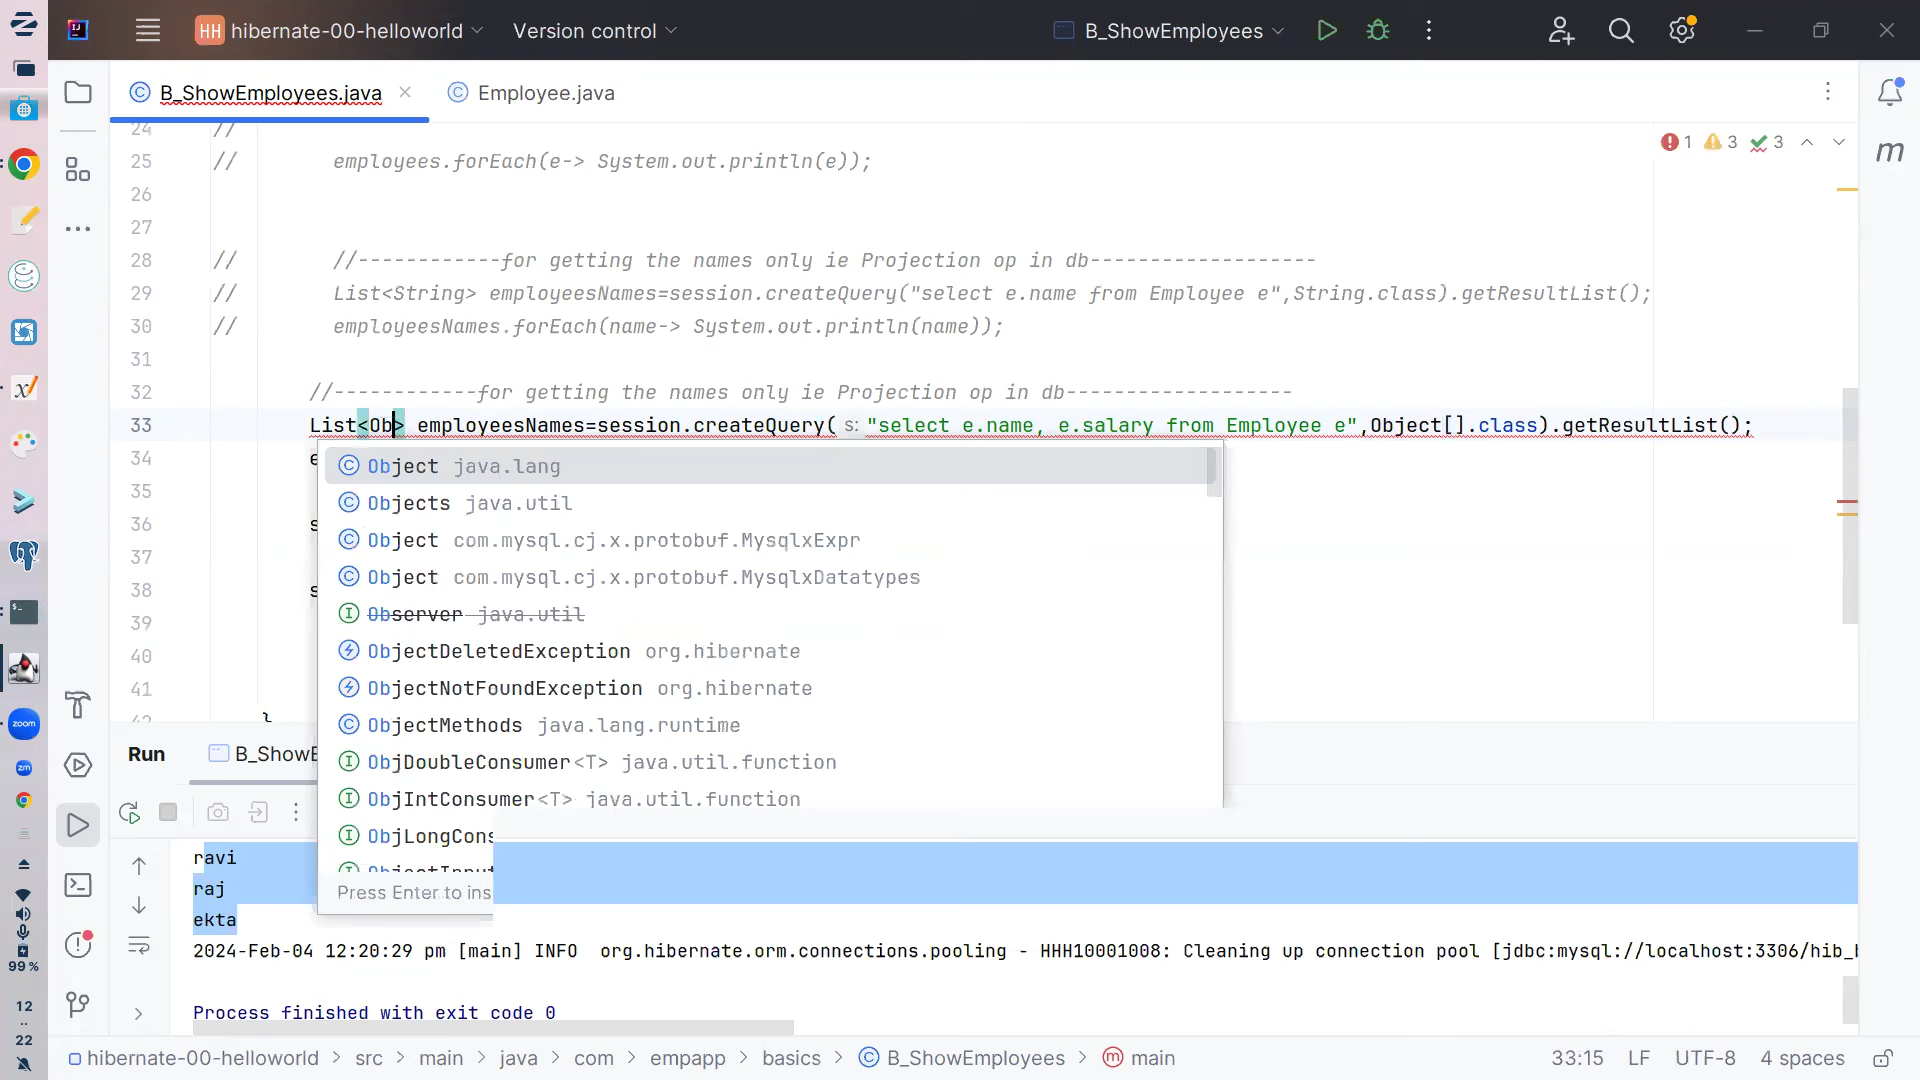 HH hibernate-00-helloworld Version control B_ShowEmployees
B_ShowEmployees.java Employee.java
24 //
25 // employees.forEach(e-> System.out.println(e));
1 3 3
26
27
28 // //------------for getting the names only ie Projection op in db-------------------
29 // List<String> employeesNames=session.createQuery("select e.name from Employee e",String.class).getResultList();
30 // employeesNames.forEach(name-> System.out.println(name));
31
32 //------------for getting the names only ie Projection op in db-------------------
33 List<Ob> employeesNames=session.createQuery( s: "select e.name, e.salary from Employee e",Object[].class).getResultList();
34 e
35
36 s
37
38 s
39
40
41
42 }
Object java.lang
Objects java.util
Object com.mysql.cj.x.protobuf.MysqlxExpr
Object com.mysql.cj.x.protobuf.MysqlxDatatypes
Observer java.util
ObjectDeletedException org.hibernate
ObjectNotFoundException org.hibernate
ObjectMethods java.lang.runtime
ObjDoubleConsumer<T> java.util.function
ObjIntConsumer<T> java.util.function
ObjLongCons
Press Enter to ins
Run B_ShowE
ravi
raj
ekta
2024-Feb-04 12:20:29 pm [main] INFO org.hibernate.orm.connections.pooling - HHH10001008: Cleaning up connection pool [jdbc:mysql://localhost:3306/hib_
Process finished with exit code 0
hibernate-00-helloworld > src > main > java > com > empapp > basics > B_ShowEmployees > main 33:15 LF UTF-8 4 spaces
zoom
zm
99 %
12
..
22
m